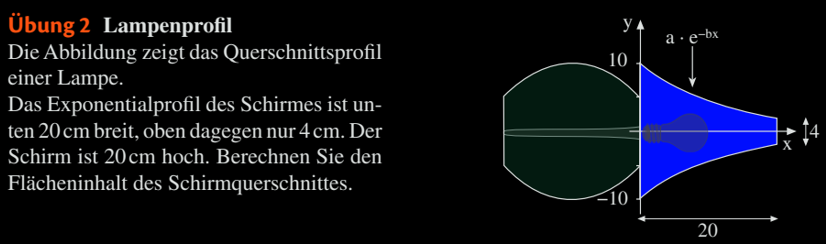 Übung 2 Lampenprofil
Die Abbildung zeigt das Querschnittsprofil
einer Lampe.
Das Exponentialprofil des Schirmes ist un-
ten 20 cm breit, oben dagegen nur 4 cm. Der
Schirm ist 20 cm hoch. Berechnen Sie den
Flächeninhalt des Schirmquerschnittes.
y
a · e^–bx
10
4
x
–10
20